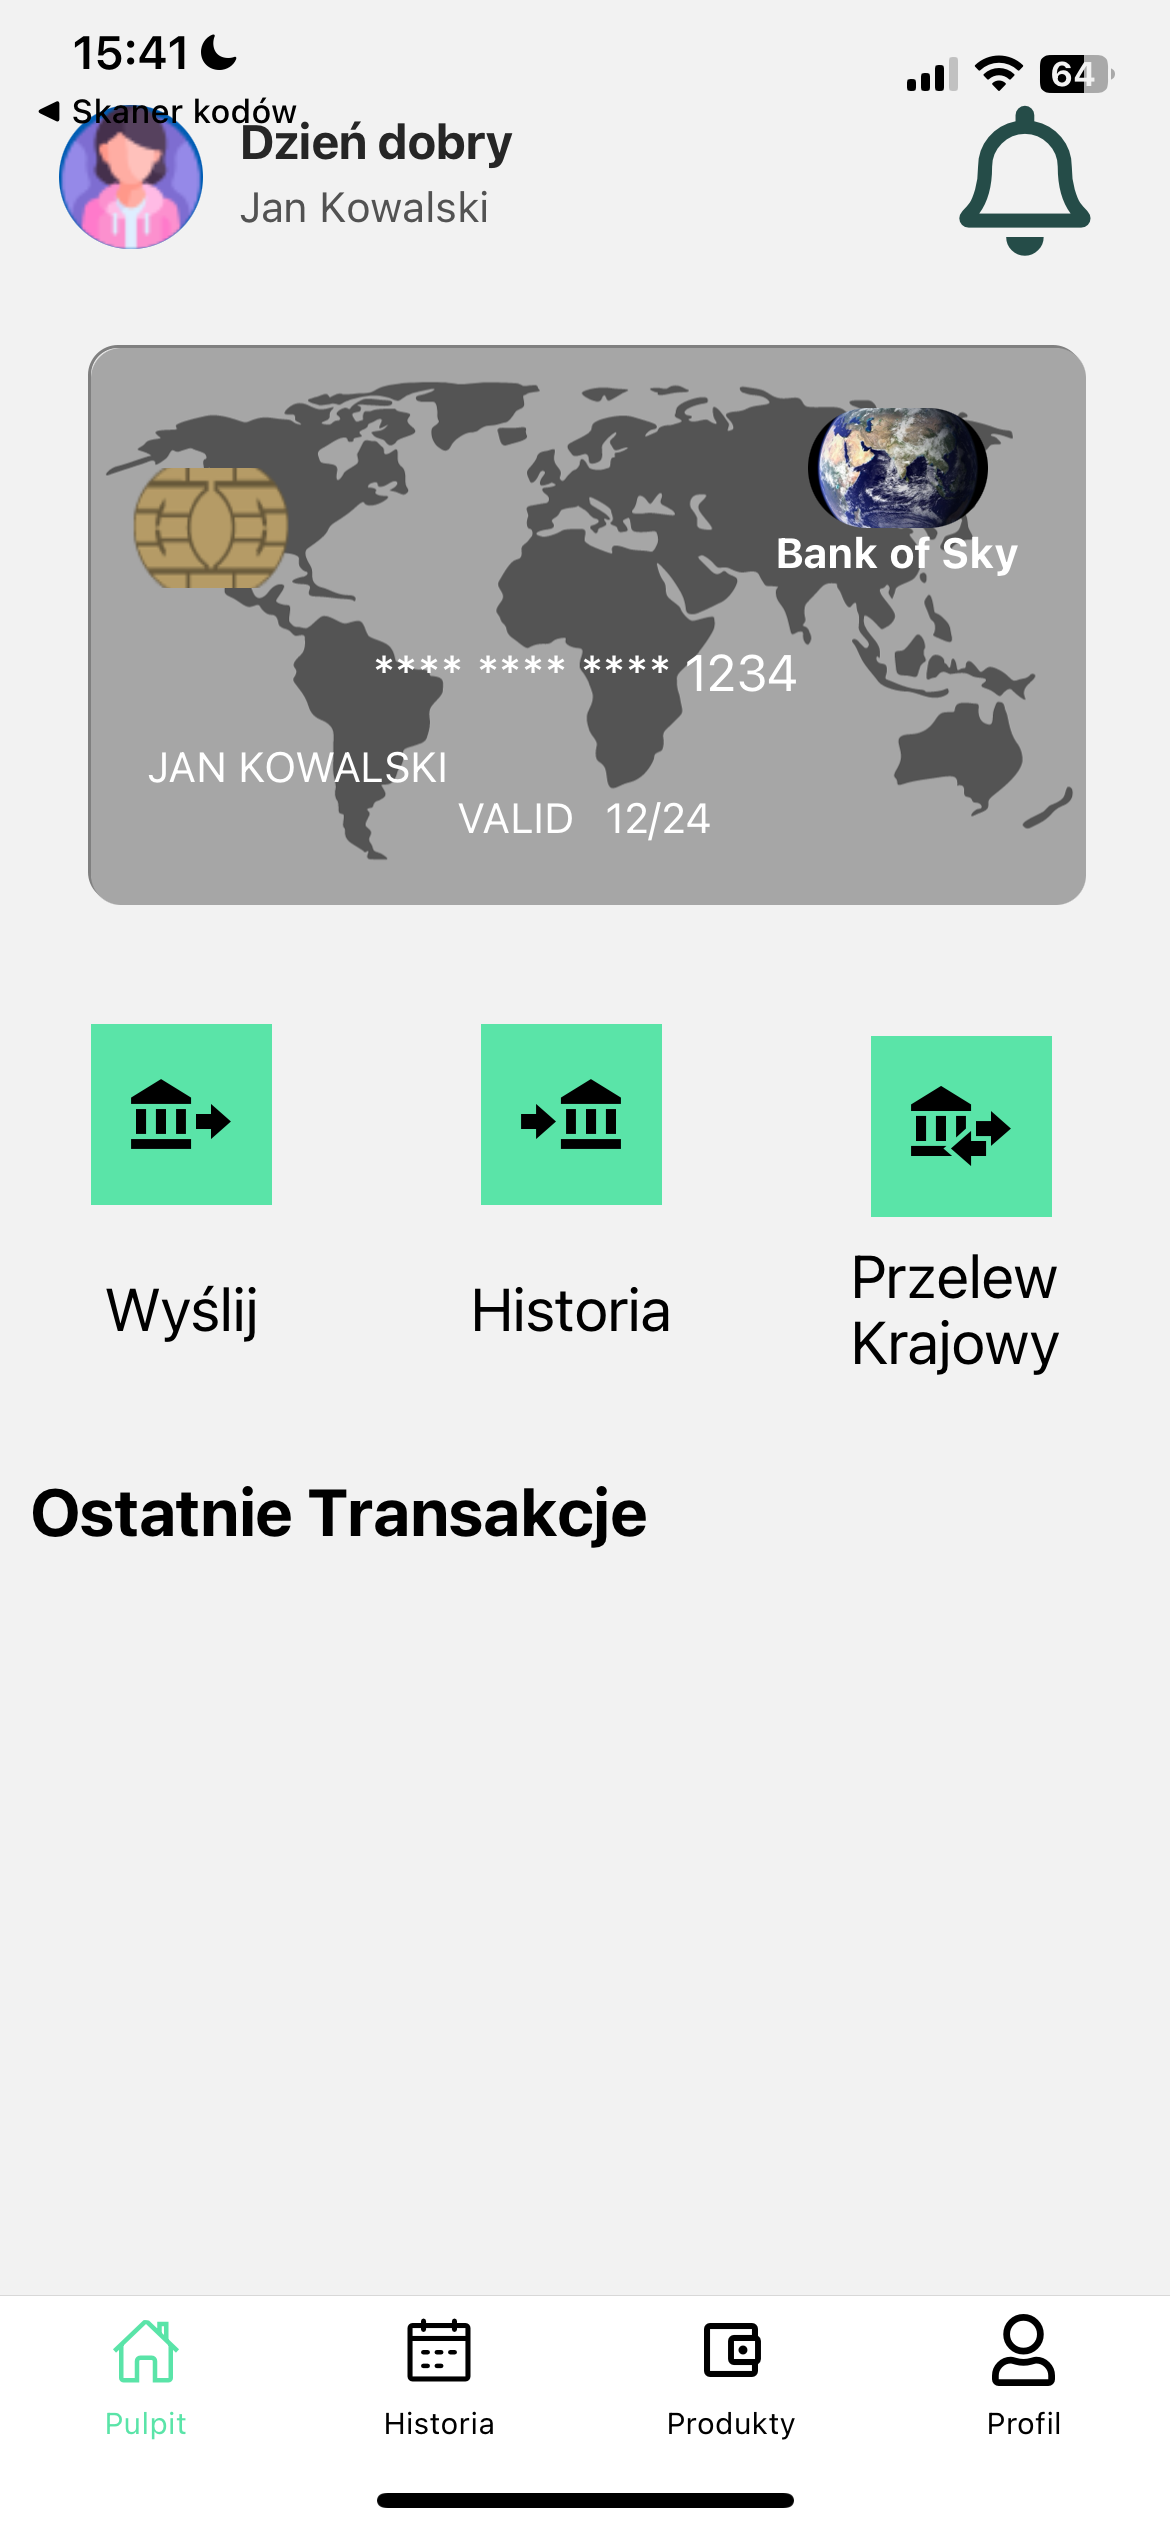 15:41
64
Skaner kodów
Dzień dobry
Jan Kowalski
Bank of Sky
**** **** **** 1234
JAN KOWALSKI
VALID 12/24
Wyślij
Historia
Przelew
Krajowy
Ostatnie Transakcje
Pulpit
Historia
Produkty
Profil